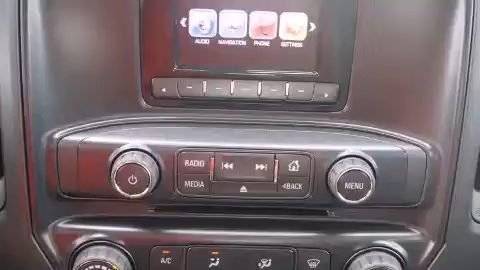 AUDIO NAVIGATION PHONE SETTINGS
RADIO
MEDIA
<BACK
MENU
A/C